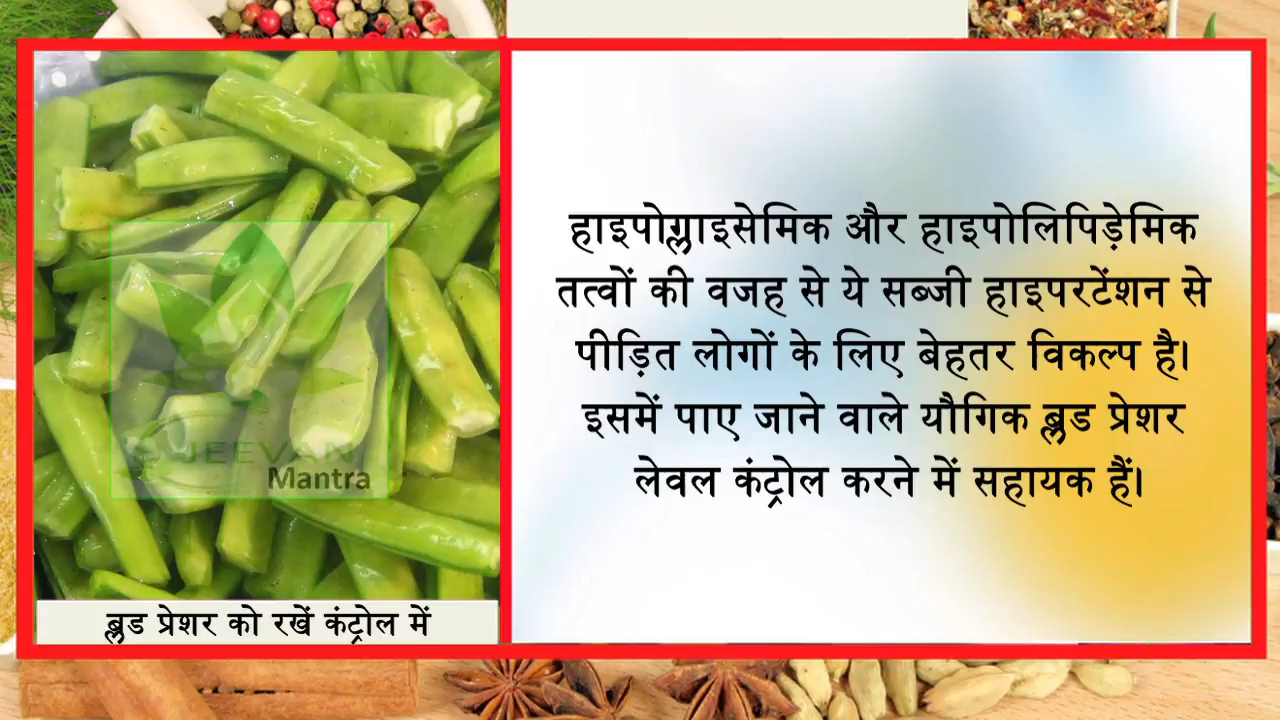 हाइपोग्लाइसेमिक और हाइपोलिपिड़ेमिक
तत्वों की वजह से ये सब्जी हाइपरटेंशन से
पीड़ित लोगों के लिए बेहतर विकल्प है।
इसमें पाए जाने वाले यौगिक ब्लड प्रेशर
लेवल कंट्रोल करने में सहायक हैं।
JEEVAN
Mantra
ब्लड प्रेशर को रखें कंट्रोल में